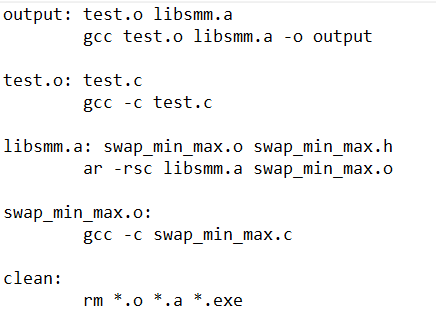 output: test.o libsmm.a
gcc test.o libsmm.a -o output
test.o: test.c
gcc -c test.c
libsmm.a: swap_min_max.o swap_min_max.h
ar -rsc libsmm.a swap_min_max.o
swap_min_max.o:
gcc -c swap_min_max.c
clean:
rm *.o *.a *.exe